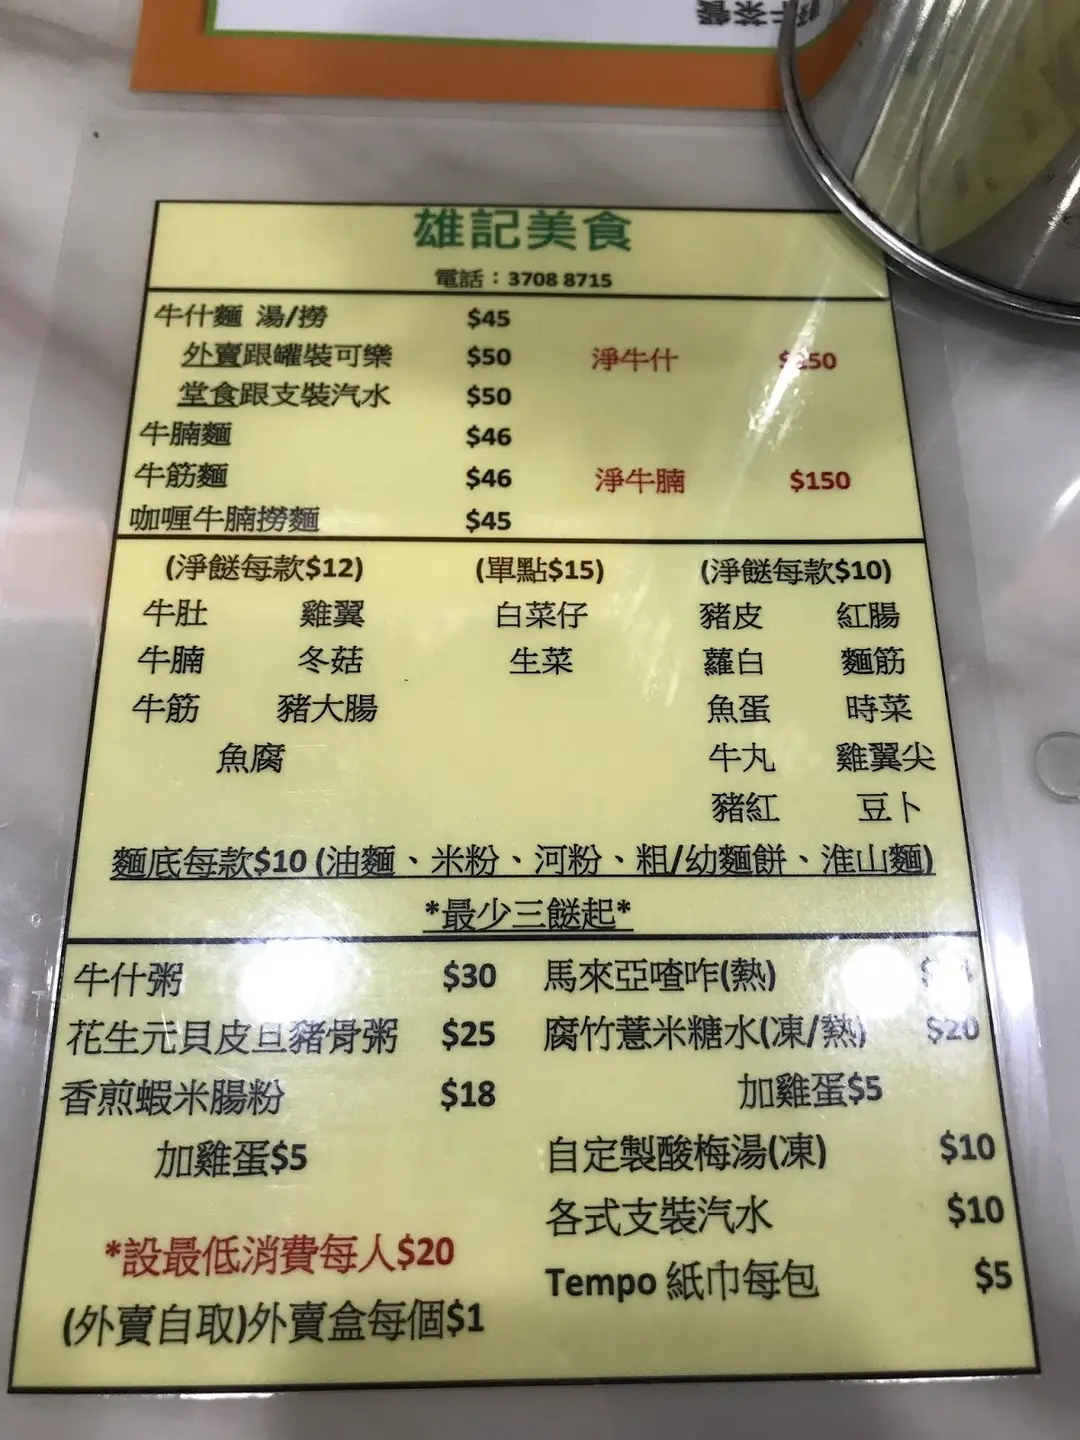 雄記美食
電話：3708 8715
牛什麵 湯/撈 $45
外賣跟罐裝可樂 $50 淨牛什
堂食跟支裝汽水 $50
牛腩麵 $46
牛筋麵 $46 淨牛腩 $150
咖喱牛腩撈麵 $45
(淨餸每款$12) (單點$15) (淨餸每款$10)
牛肚 雞翼 白菜仔 豬皮 紅腸
牛腩 冬菇 生菜 蘿白 麵筋
牛筋 豬大腸 魚蛋 時菜
魚腐 牛丸 雞翼尖
豬紅 豆卜
麵底每款$10 (油麵、米粉、河粉、粗/幼麵餅、淮山麵)
*最少三餸起*
牛什粥 $30 馬來亞喳咋(熱)
花生元貝皮旦豬骨粥 $25 腐竹薏米糖水(凍/熱) $20
香煎蝦米腸粉 $18 加雞蛋$5
加雞蛋$5 自定製酸梅湯(凍) $10
各式支裝汽水 $10
*設最低消費每人$20 Tempo 紙巾每包 $5
(外賣自取)外賣盒每個$1